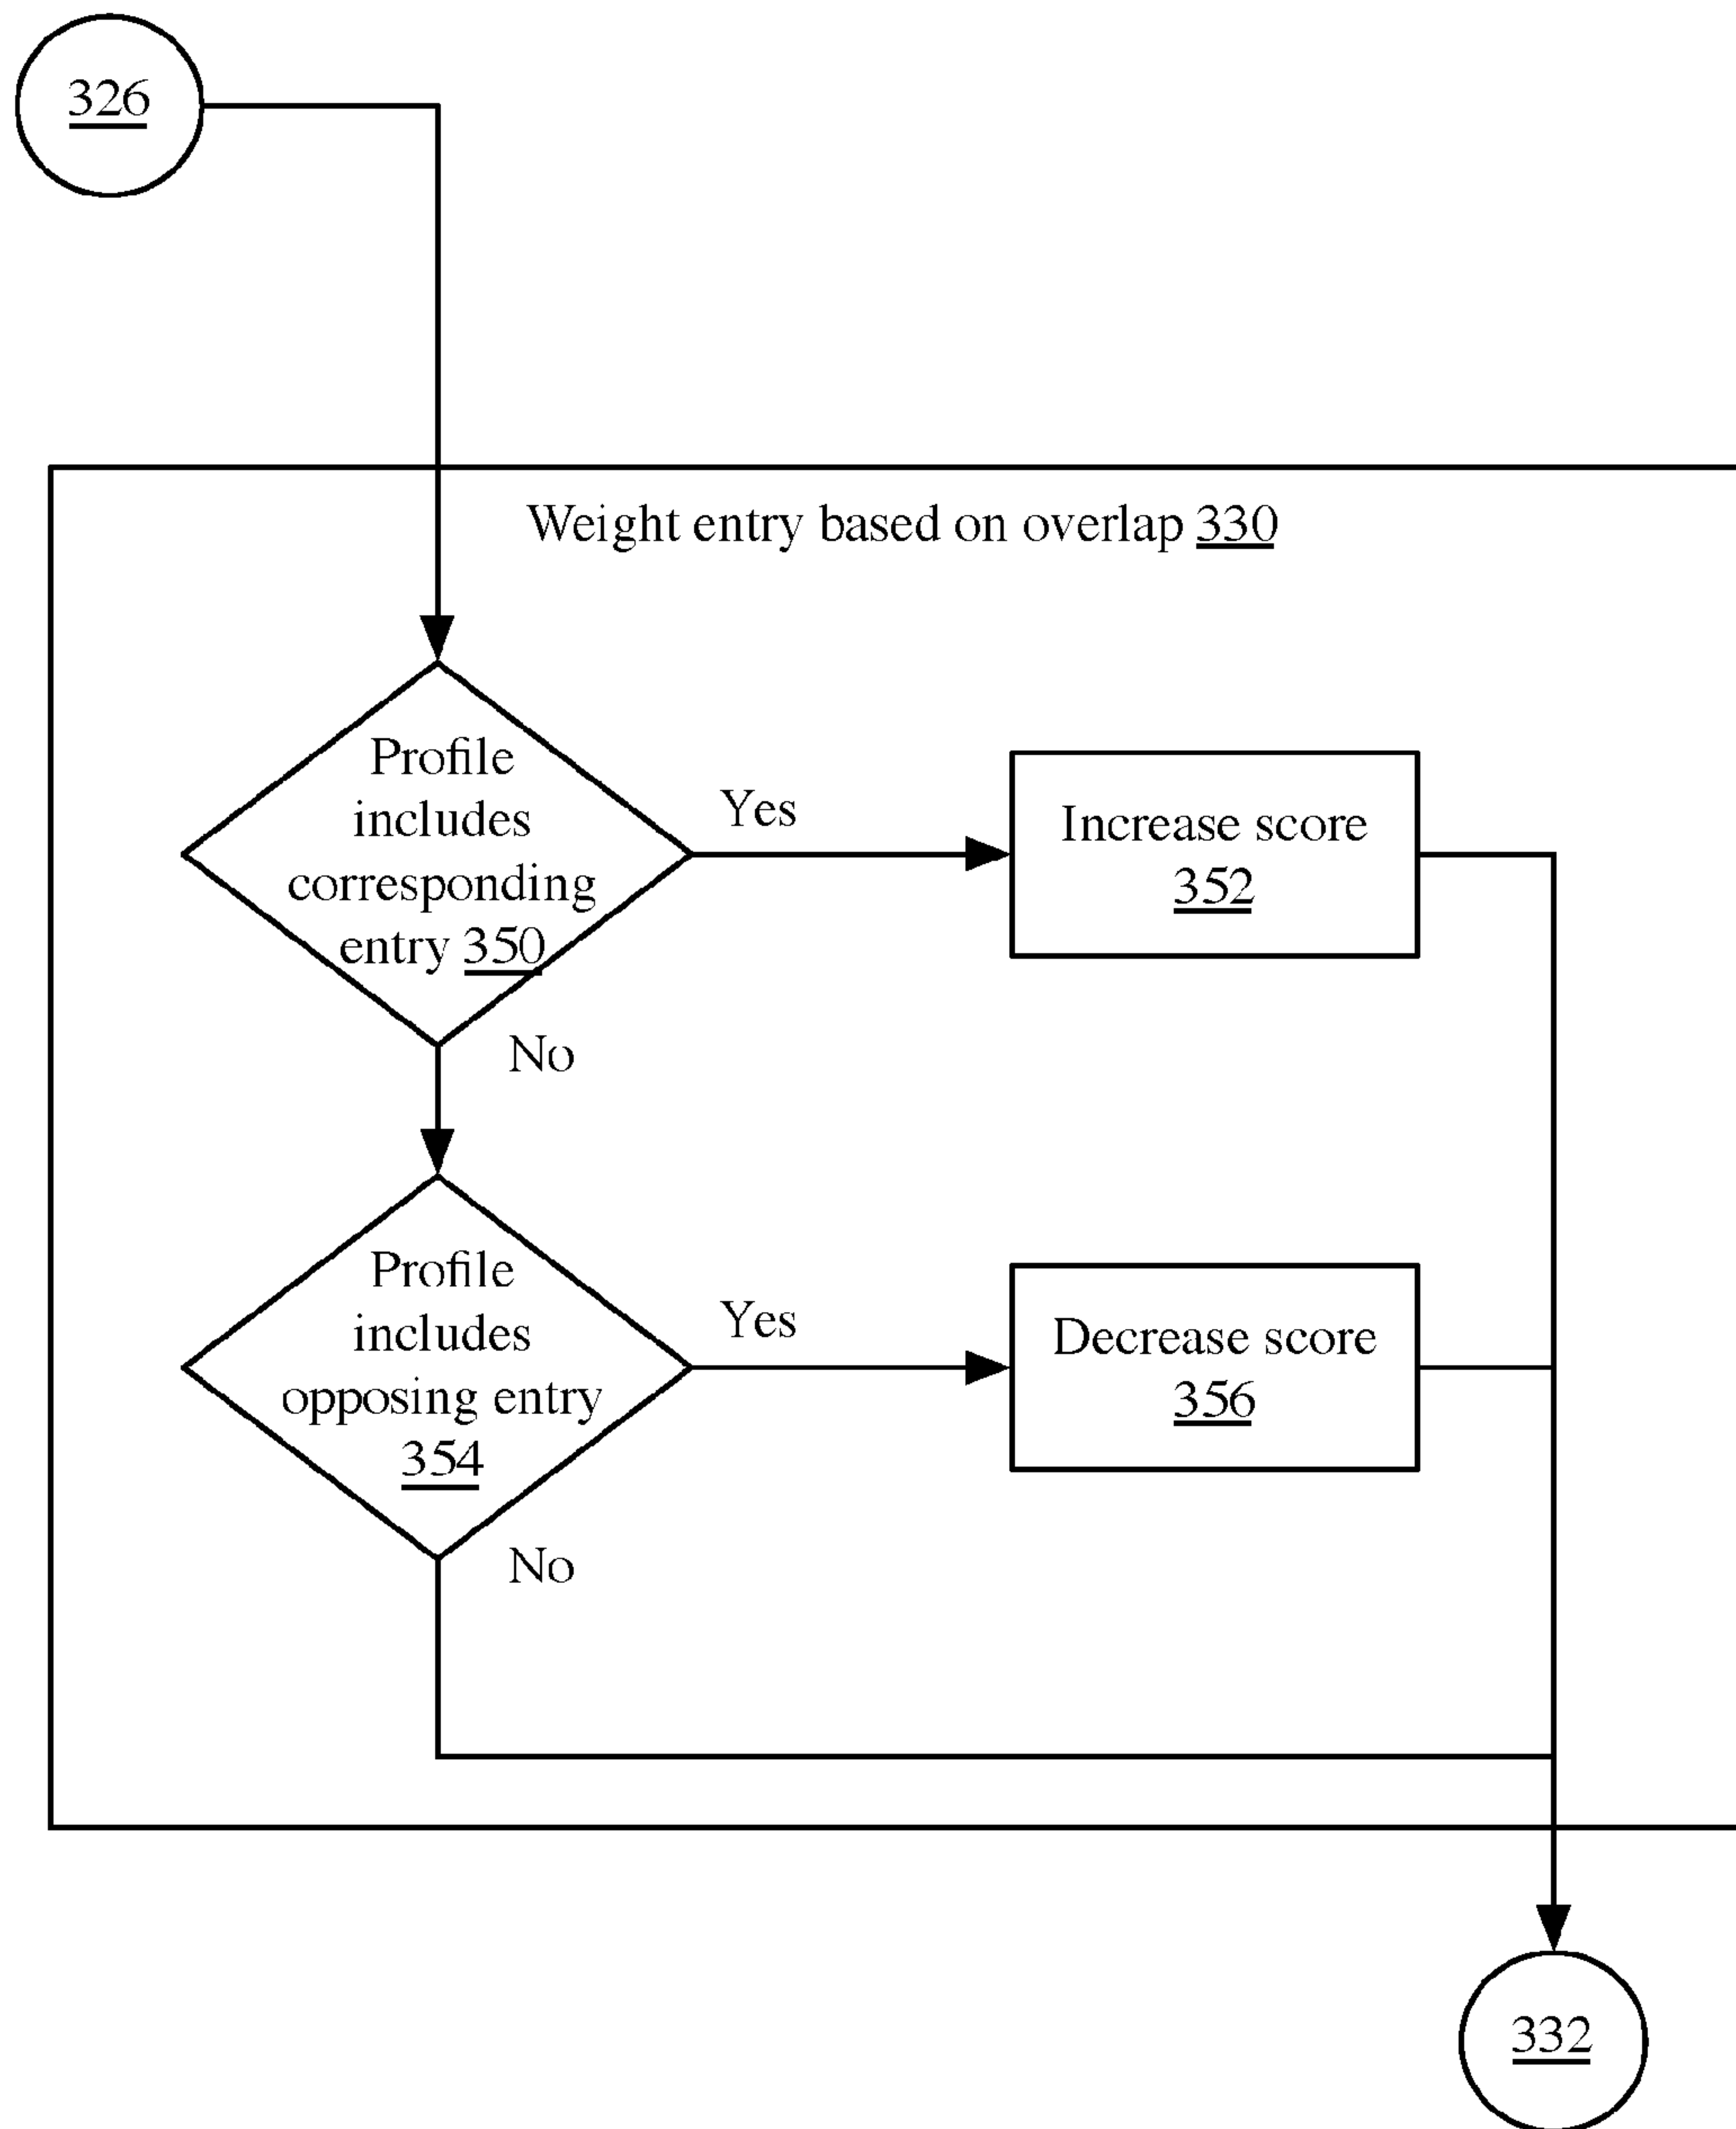 326
Weight entry based on overlap 330
Profile
includes
corresponding
entry 350
Yes
Increase score
352
No
Profile
includes
opposing entry
354
Yes
Decrease score
356
No
332